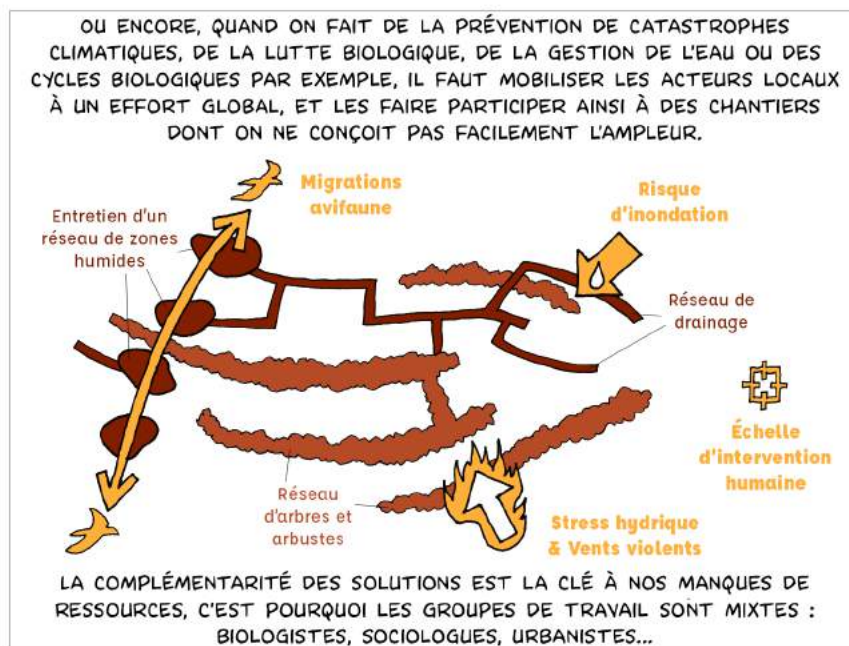 OU ENCORE, QUAND ON FAIT DE LA PRÉVENTION DE CATASTROPHES
CLIMATIQUES, DE LA LUTTE BIOLOGIQUE, DE LA GESTION DE L'EAU OU DES
CYCLES BIOLOGIQUES PAR EXEMPLE, IL FAUT MOBILISER LES ACTEURS LOCAUX
À UN EFFORT GLOBAL, ET LES FAIRE PARTICIPER AINSI À DES CHANTIERS
DONT ON NE CONÇOIT PAS FACILEMENT L'AMPLEUR.
Migrations
avifaune
Risque
d'inondation
Entretien d'un
réseau de zones
humides
Réseau de
drainage
Échelle
d'intervention
humaine
Réseau
d'arbres et
arbustes
Stress hydrique
& Vents violents
LA COMPLÉMENTARITÉ DES SOLUTIONS EST LA CLÉ À NOS MANQUES DE
RESSOURCES, C'EST POURQUOI LES GROUPES DE TRAVAIL SONT MIXTES :
BIOLOGISTES, SOCIOLOGUES, URBANISTES...